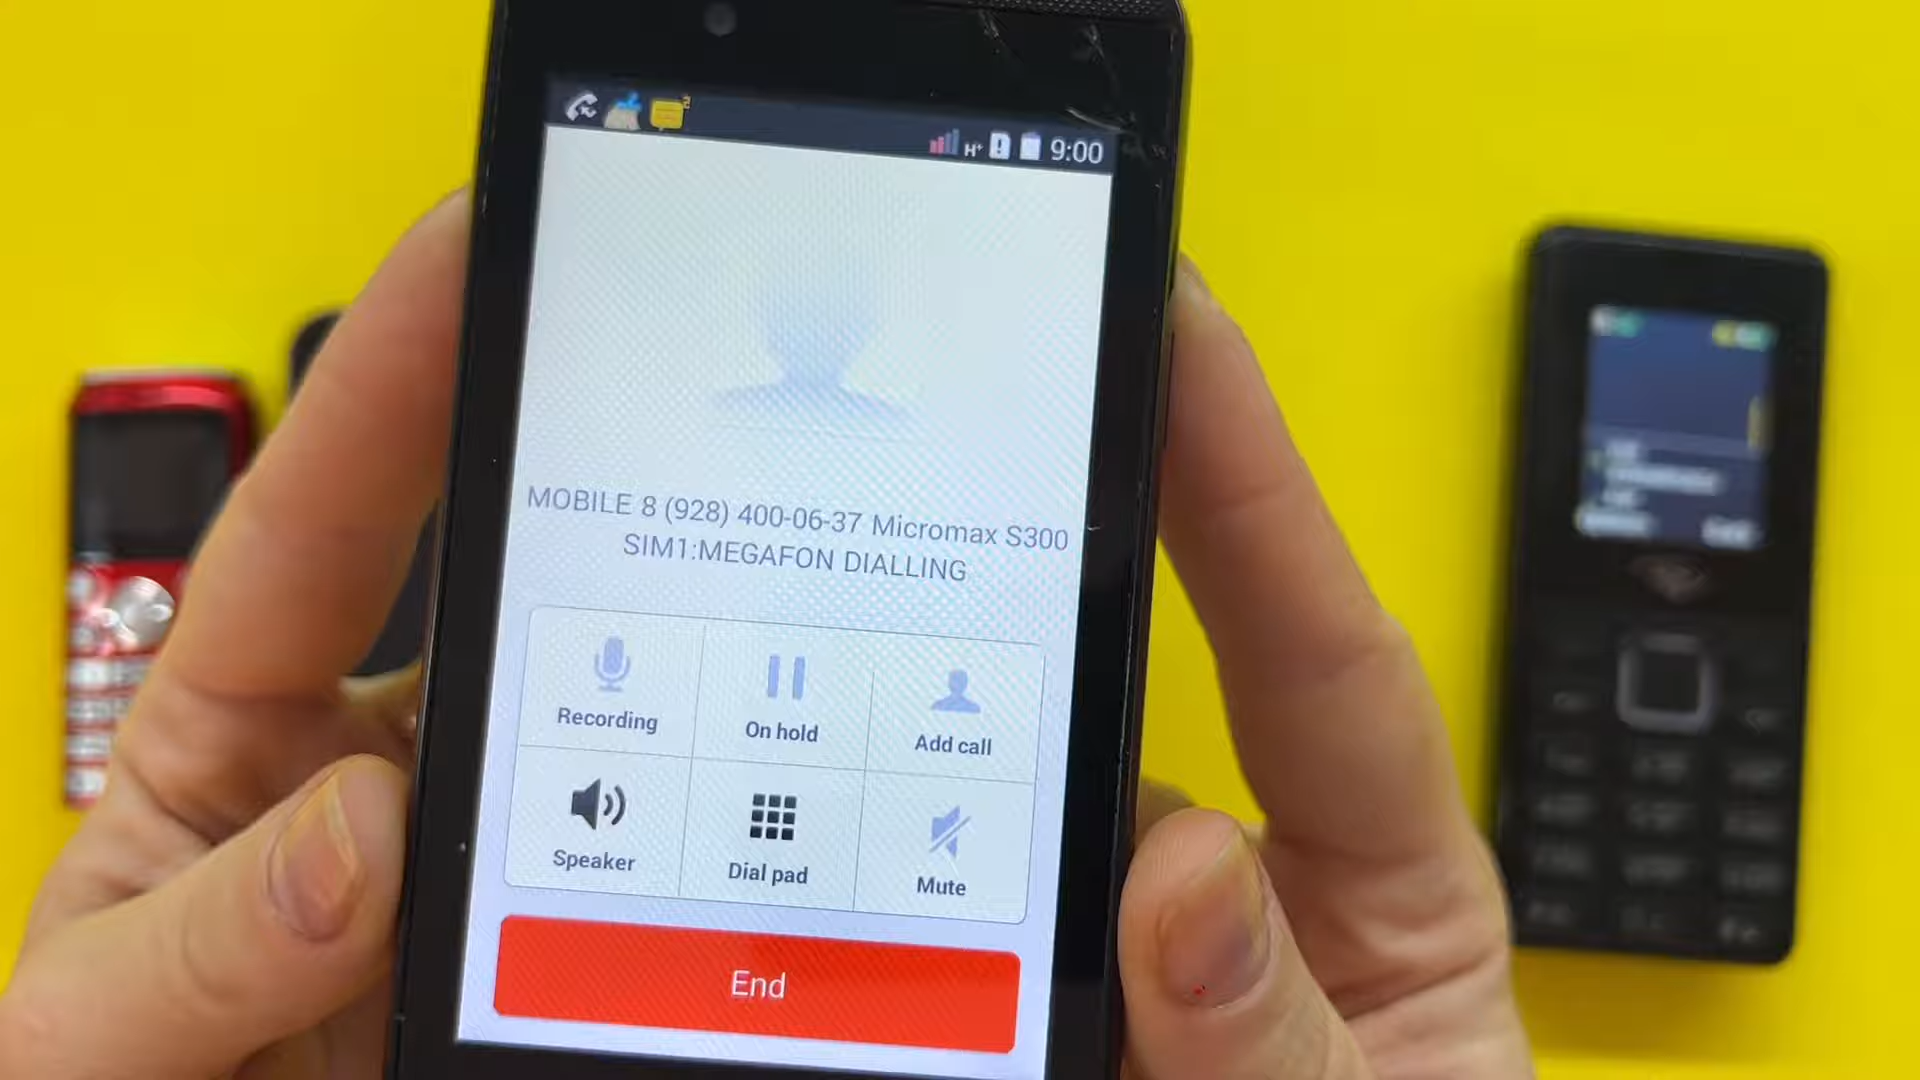 2
H+ 9:00
MOBILE 8 (928) 400-06-37 Micromax S300
SIM1:MEGAFON DIALLING
Recording
On hold
Add call
Speaker
Dial pad
Mute
End